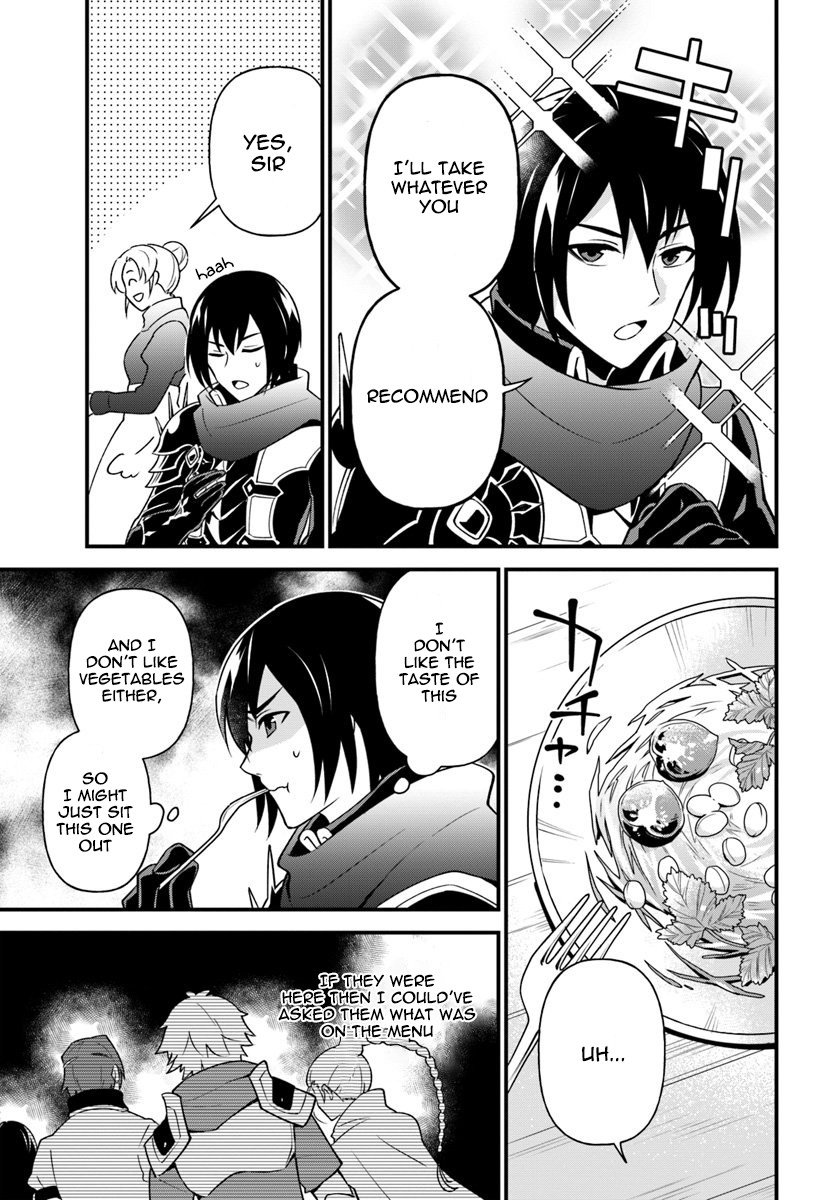 キリッ
I'LL TAKE
WHATEVER
YOU
RECOMMEND
YES,
SIR
haah
カチャ…
UH...
I
DON'T
LIKE THE
TASTE OF
THIS
AND I
DON'T LIKE
VEGETABLES
EITHER,
SO
I MIGHT
JUST SIT
THIS ONE
OUT
IF THEY WERE
HERE THEN I COULD'VE
ASKED THEM WHAT WAS
ON THE MENU